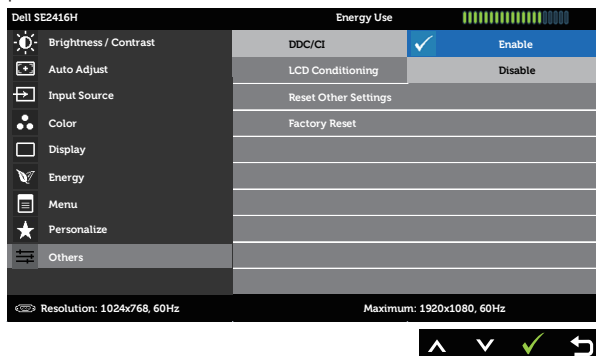 Dell SE2416H Energy Use
Brightness / Contrast DDC/CI Enable
Auto Adjust LCD Conditioning Disable
Input Source Reset Other Settings
Color Factory Reset
Display
Energy
Menu
Personalize
Others
Resolution: 1024x768, 60Hz Maximum: 1920x1080, 60Hz